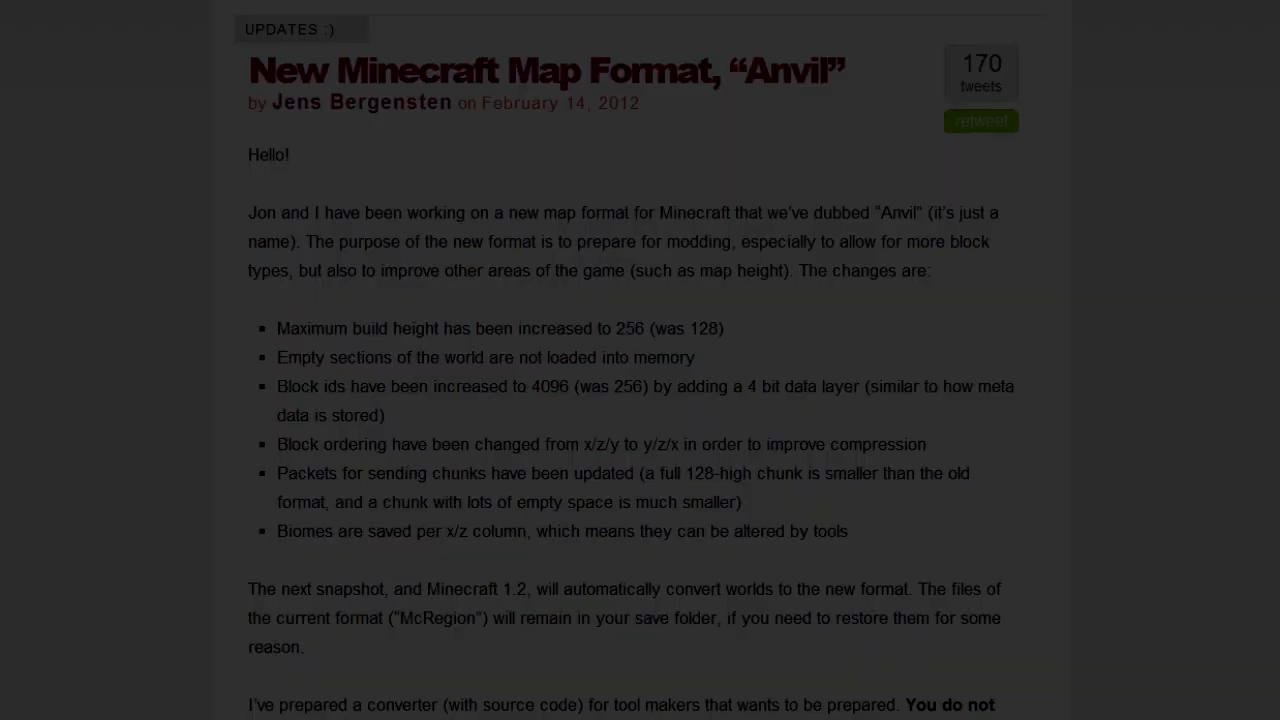 UPDATES :)
New Minecraft Map Format, “Anvil”
by Jens Bergensten on February 14, 2012
170
tweets
retweet
Hello!
Jon and I have been working on a new map format for Minecraft that we’ve dubbed “Anvil” (it’s just a
name). The purpose of the new format is to prepare for modding, especially to allow for more block
types, but also to improve other areas of the game (such as map height). The changes are:
▪ Maximum build height has been increased to 256 (was 128)
▪ Empty sections of the world are not loaded into memory
▪ Block ids have been increased to 4096 (was 256) by adding a 4 bit data layer (similar to how meta
data is stored)
▪ Block ordering have been changed from x/z/y to y/z/x in order to improve compression
▪ Packets for sending chunks have been updated (a full 128-high chunk is smaller than the old
format, and a chunk with lots of empty space is much smaller)
▪ Biomes are saved per x/z column, which means they can be altered by tools
The next snapshot, and Minecraft 1.2, will automatically convert worlds to the new format. The files of
the current format ("McRegion") will remain in your save folder, if you need to restore them for some
reason.
I’ve prepared a converter (with source code) for tool makers that wants to be prepared. You do not